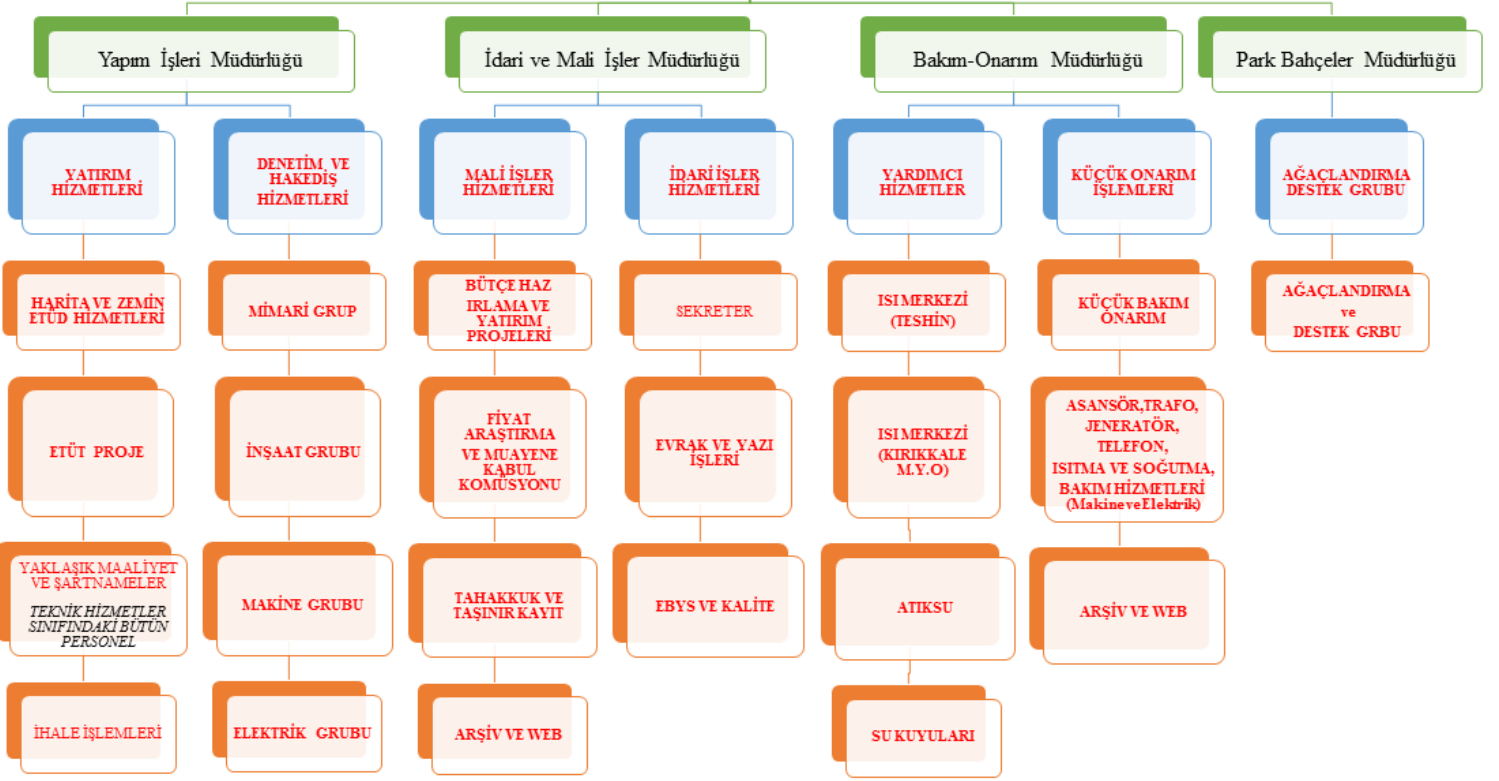 Yapım İşleri Müdürlüğü
İdari ve Mali İşler Müdürlüğü
Bakım-Onarım Müdürlüğü
Park Bahçeler Müdürlüğü
YATIRIM
HİZMETLERİ
DENETİM VE
HAKEDİŞ
HİZMETLERİ
MALİ İŞLER
HİZMETLERİ
İDARİ İŞLER
HİZMETLERİ
YARDIMCI
HİZMETLER
KÜÇÜK ONARIM
İŞLEMLERİ
AĞAÇLANDIRMA
DESTEK GRUBU
HARİTA VE ZEMİN
ETÜD HİZMETLERİ
MİMARİ GRUP
BÜTÇE HAZ
IRLAMA VE
YATIRIM
PROJELERİ
SEKRETER
ISI MERKEZİ
(TESHİN)
KÜÇÜK BAKIM
ONARIM
AĞAÇLANDIRMA
ve
DESTEK GRBU
ETÜT PROJE
İNŞAAT GRUBU
FİYAT
ARAŞTIRMA
VE MUAYENE
KABUL
KOMÜSYONU
EVRAK VE YAZI
İŞLERİ
ISI MERKEZİ
(KIRIKKALE
M.Y.O)
ASANSÖR,TRAFO,
JENERATÖR,
TELEFON,
ISITMA VE SOĞUTMA,
BAKIM HİZMETLERİ
(MakineveElektrik)
YAKLAŞIK MAALİYET
VE ŞARTNAMELER
TEKNİK HİZMETLER
SINIFINDAKİ BÜTÜN
PERSONEL
MAKİNE GRUBU
TAHAKKUK VE
TAŞINIR KAYIT
EBYS VE KALİTE
ATIKSU
ARŞİV VE WEB
İHALE İŞLEMLERİ
ELEKTRİK GRUBU
ARŞİV VE WEB
SU KUYULARI